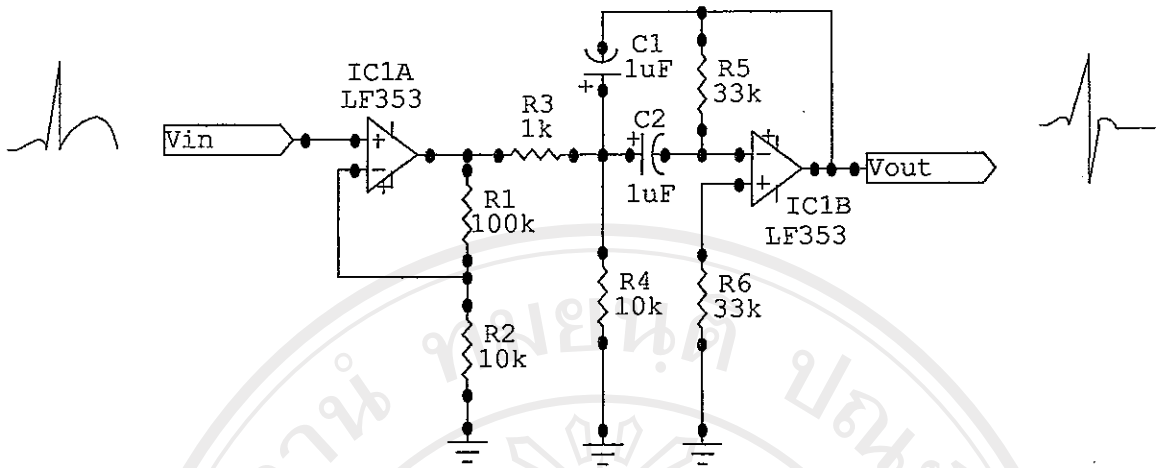 IC1A
LF353
Vin
+
−
R1
100k
R2
10k
R3
1k
C1
1uF
+
C2
+
1uF
R4
10k
R5
33k
−
+
IC1B
LF353
R6
33k
Vout